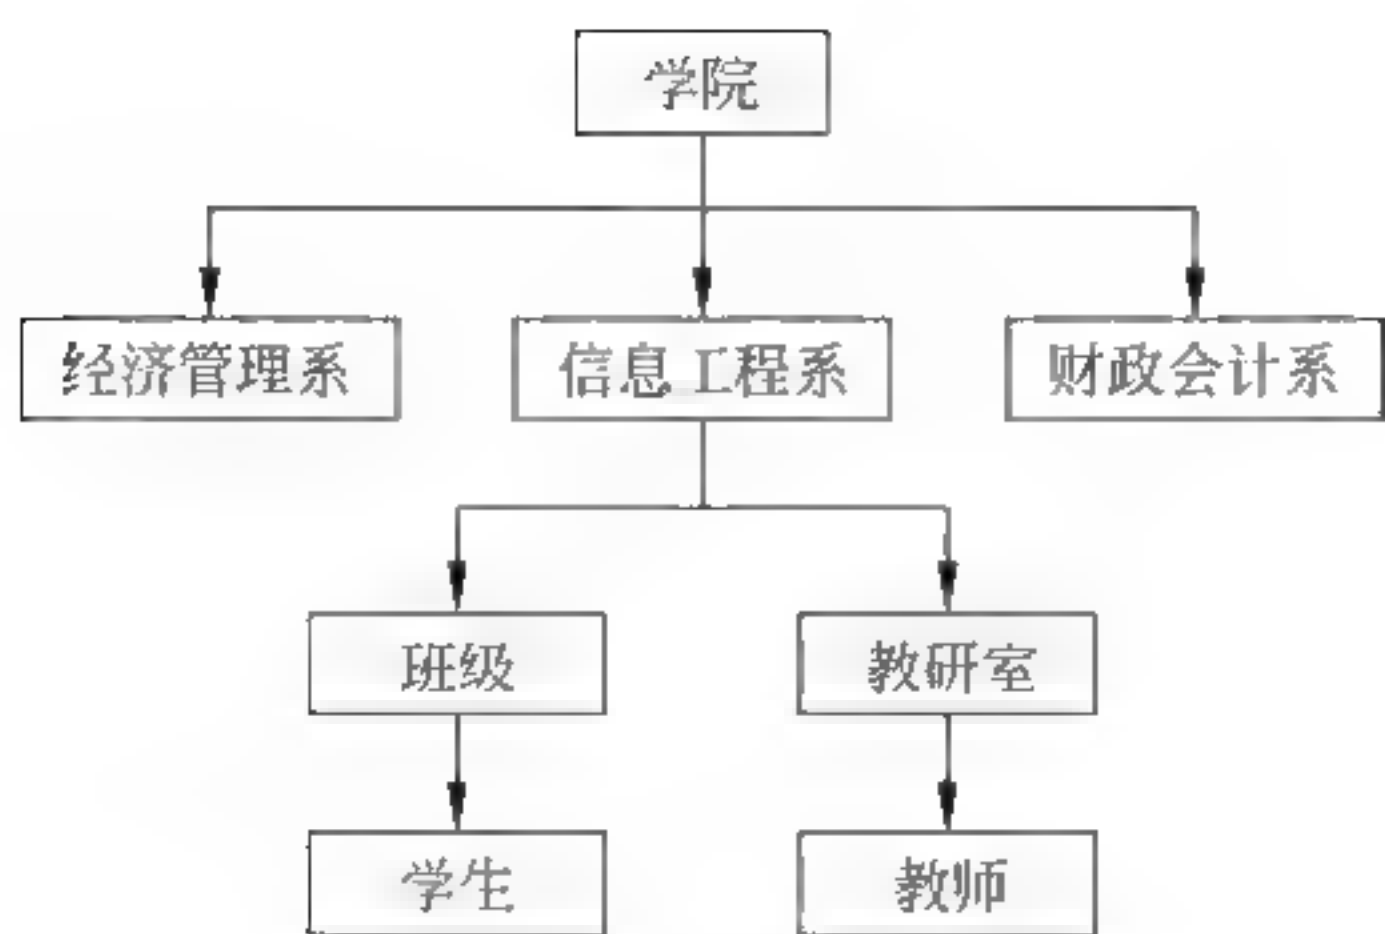 学院
经济管理系
信息工程系
财政会计系
班级
教研室
学生
教师